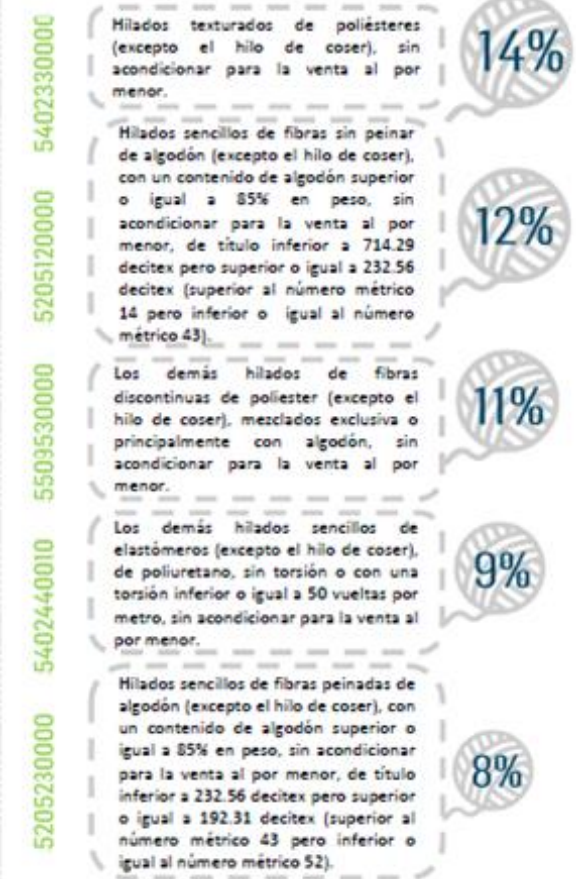 5402330000
Hilados texturados de poliésteres
(excepto el hilo de coser), sin
acondicionar para la venta al por
menor.
14%
5205120000
Hilados sencillos de fibras sin peinar
de algodón (excepto el hilo de coser),
con un contenido de algodón superior
o igual a 85% en peso, sin
acondicionar para la venta al por
menor, de título inferior a 714.29
decitex pero superior o igual a 232.56
decitex (superior al número métrico
14 pero inferior o igual al número
métrico 43).
12%
5509530000
Los demás hilados de fibras
discontinuas de poliester (excepto el
hilo de coser), mezclados exclusiva o
principalmente con algodón, sin
acondicionar para la venta al por
menor.
11%
5402440010
Los demás hilados sencillos de
elastómeros (excepto el hilo de coser),
de poliuretano, sin torsión o con una
torsión inferior o igual a 50 vueltas por
metro, sin acondicionar para la venta al
por menor.
9%
5205230000
Hilados sencillos de fibras peinadas de
algodón (excepto el hilo de coser), con
un contenido de algodón superior o
igual a 85% en peso, sin acondicionar
para la venta al por menor, de título
inferior a 232.56 decitex pero superior
o igual a 192.31 decitex (superior al
número métrico 43 pero inferior o
igual al número métrico 52).
8%